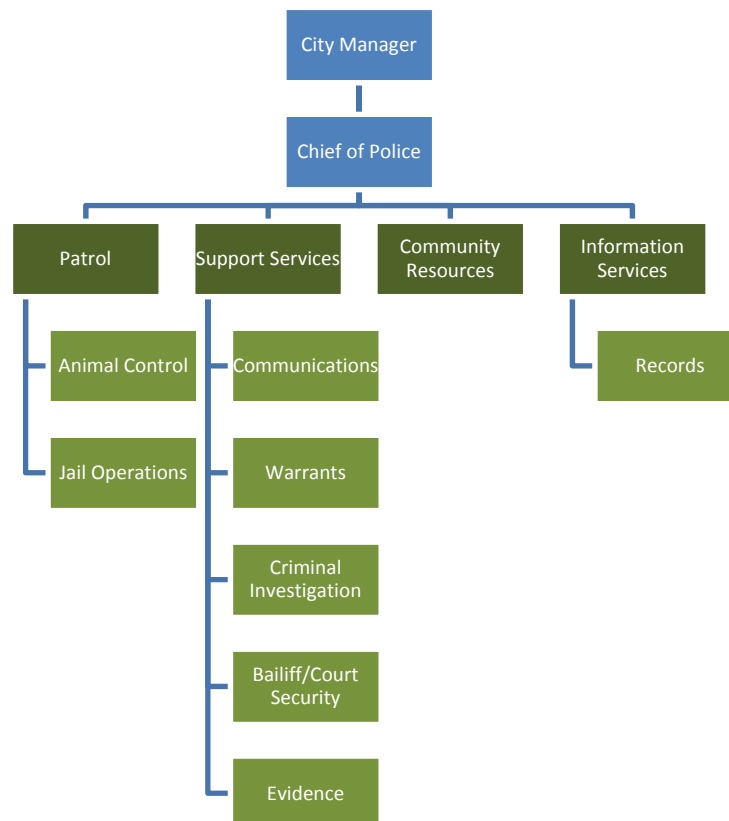 City Manager
Chief of Police
Patrol
Support Services
Community
Resources
Information
Services
Animal Control
Communications
Records
Jail Operations
Warrants
Criminal
Investigation
Bailiff/Court
Security
Evidence